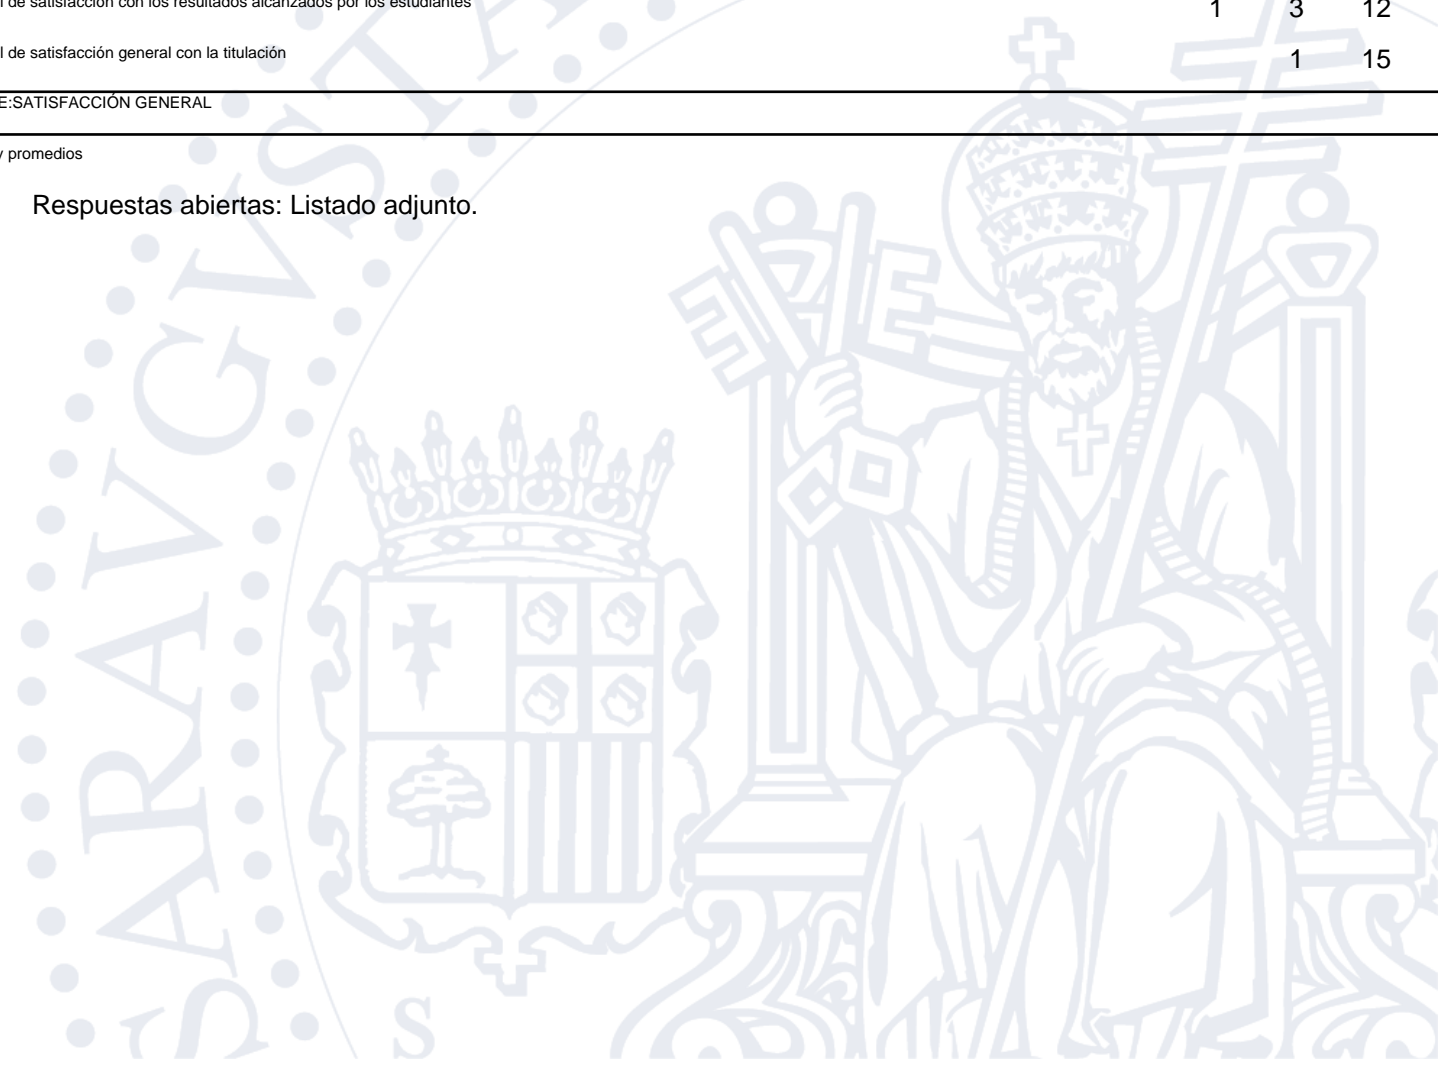 l de satisfacción con los resultados alcanzados por los estudiantes 1 3 12
l de satisfacción general con la titulación 1 15
E:SATISFACCIÓN GENERAL
y promedios
Respuestas abiertas: Listado adjunto.
SARAVGVSTA
S